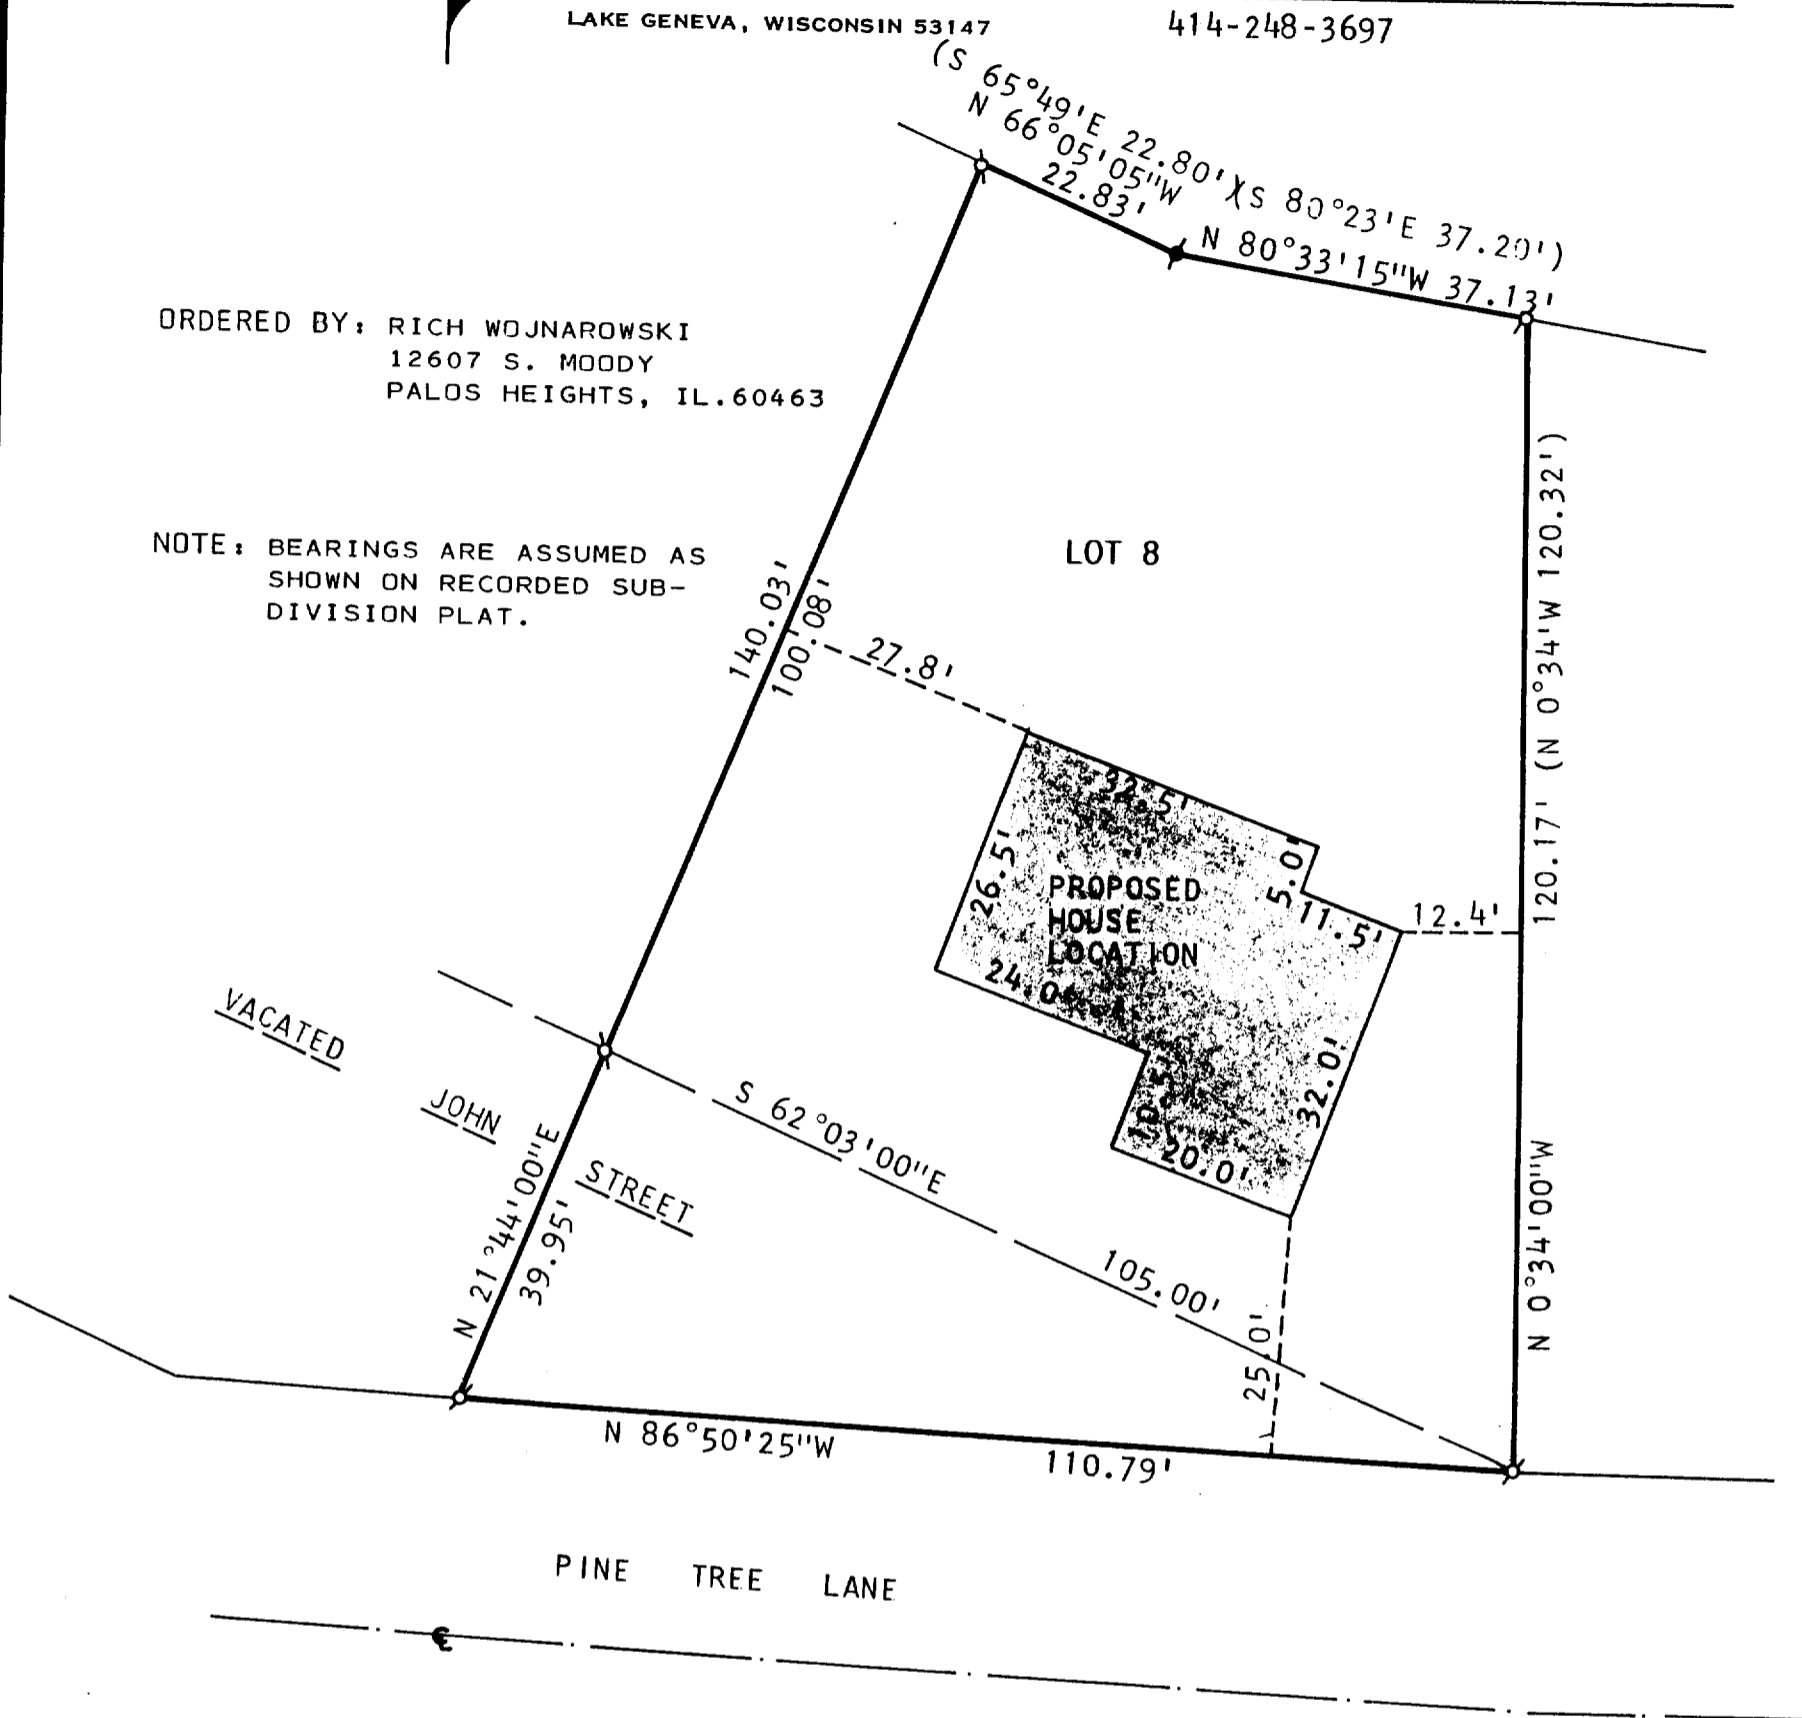 LAKE GENEVA, WISCONSIN 53147
414-248-3697
(S 65°49'E 22.80')(S 80°23'E 37.20')
N 66°05'05"W
22.83'
N 80°33'15"W 37.13'
ORDERED BY: RICH WOJNAROWSKI
12607 S. MOODY
PALOS HEIGHTS, IL.60463
NOTE: BEARINGS ARE ASSUMED AS
SHOWN ON RECORDED SUB-
DIVISION PLAT.
LOT 8
140.03'
100.08'
27.8'
120.17' (N 0°34'W 120.32')
32.5'
5.0'
11.5'
12.4'
26.5'
PROPOSED
HOUSE
LOCATION
24.0'
10.5'
20.0'
32.0'
VACATED
JOHN
STREET
N 21°44'00"E
39.95'
S 62°03'00"E
105.00'
25.0'
N 0°34'00"W
N 86°50'25"W
110.79'
PINE TREE LANE
℄